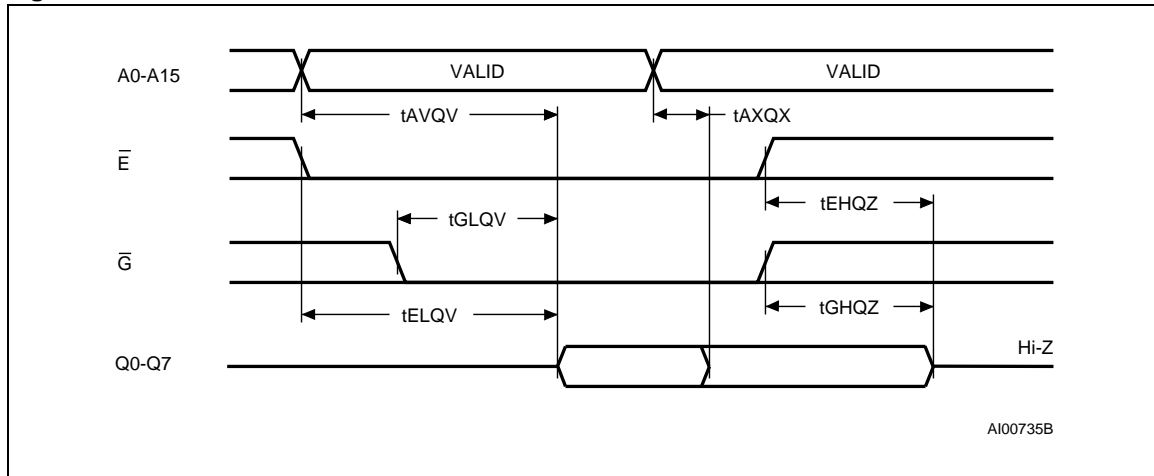 A0-A15
VALID
VALID
tAVQV
tAXQX
E̅
tEHQZ
tGLQV
G̅
tGHQZ
tELQV
Q0-Q7
Hi-Z
AI00735B